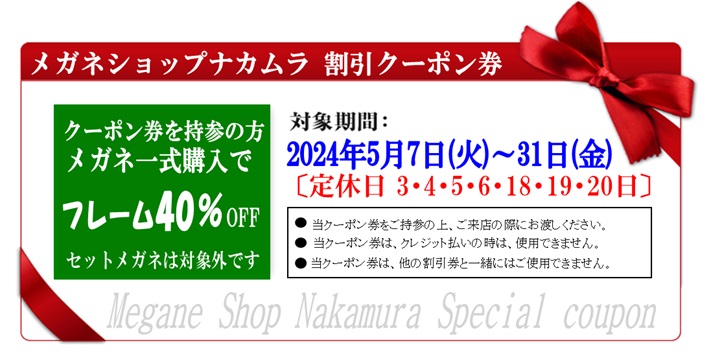 メガネショップナカムラ 割引クーポン券
クーポン券を持参の方
メガネ一式購入で
フレーム40%OFF
セットメガネは対象外です
対象期間:
2024年5月7日(火)～31日(金)
〔定休日 3・4・5・6・18・19・20日〕
● 当クーポン券をご持参の上、ご来店の際にお渡しください。
● 当クーポン券は、クレジット払いの時は、使用できません。
● 当クーポン券は、他の割引券と一緒にはご使用できません。
Megane Shop Nakamura Special coupon